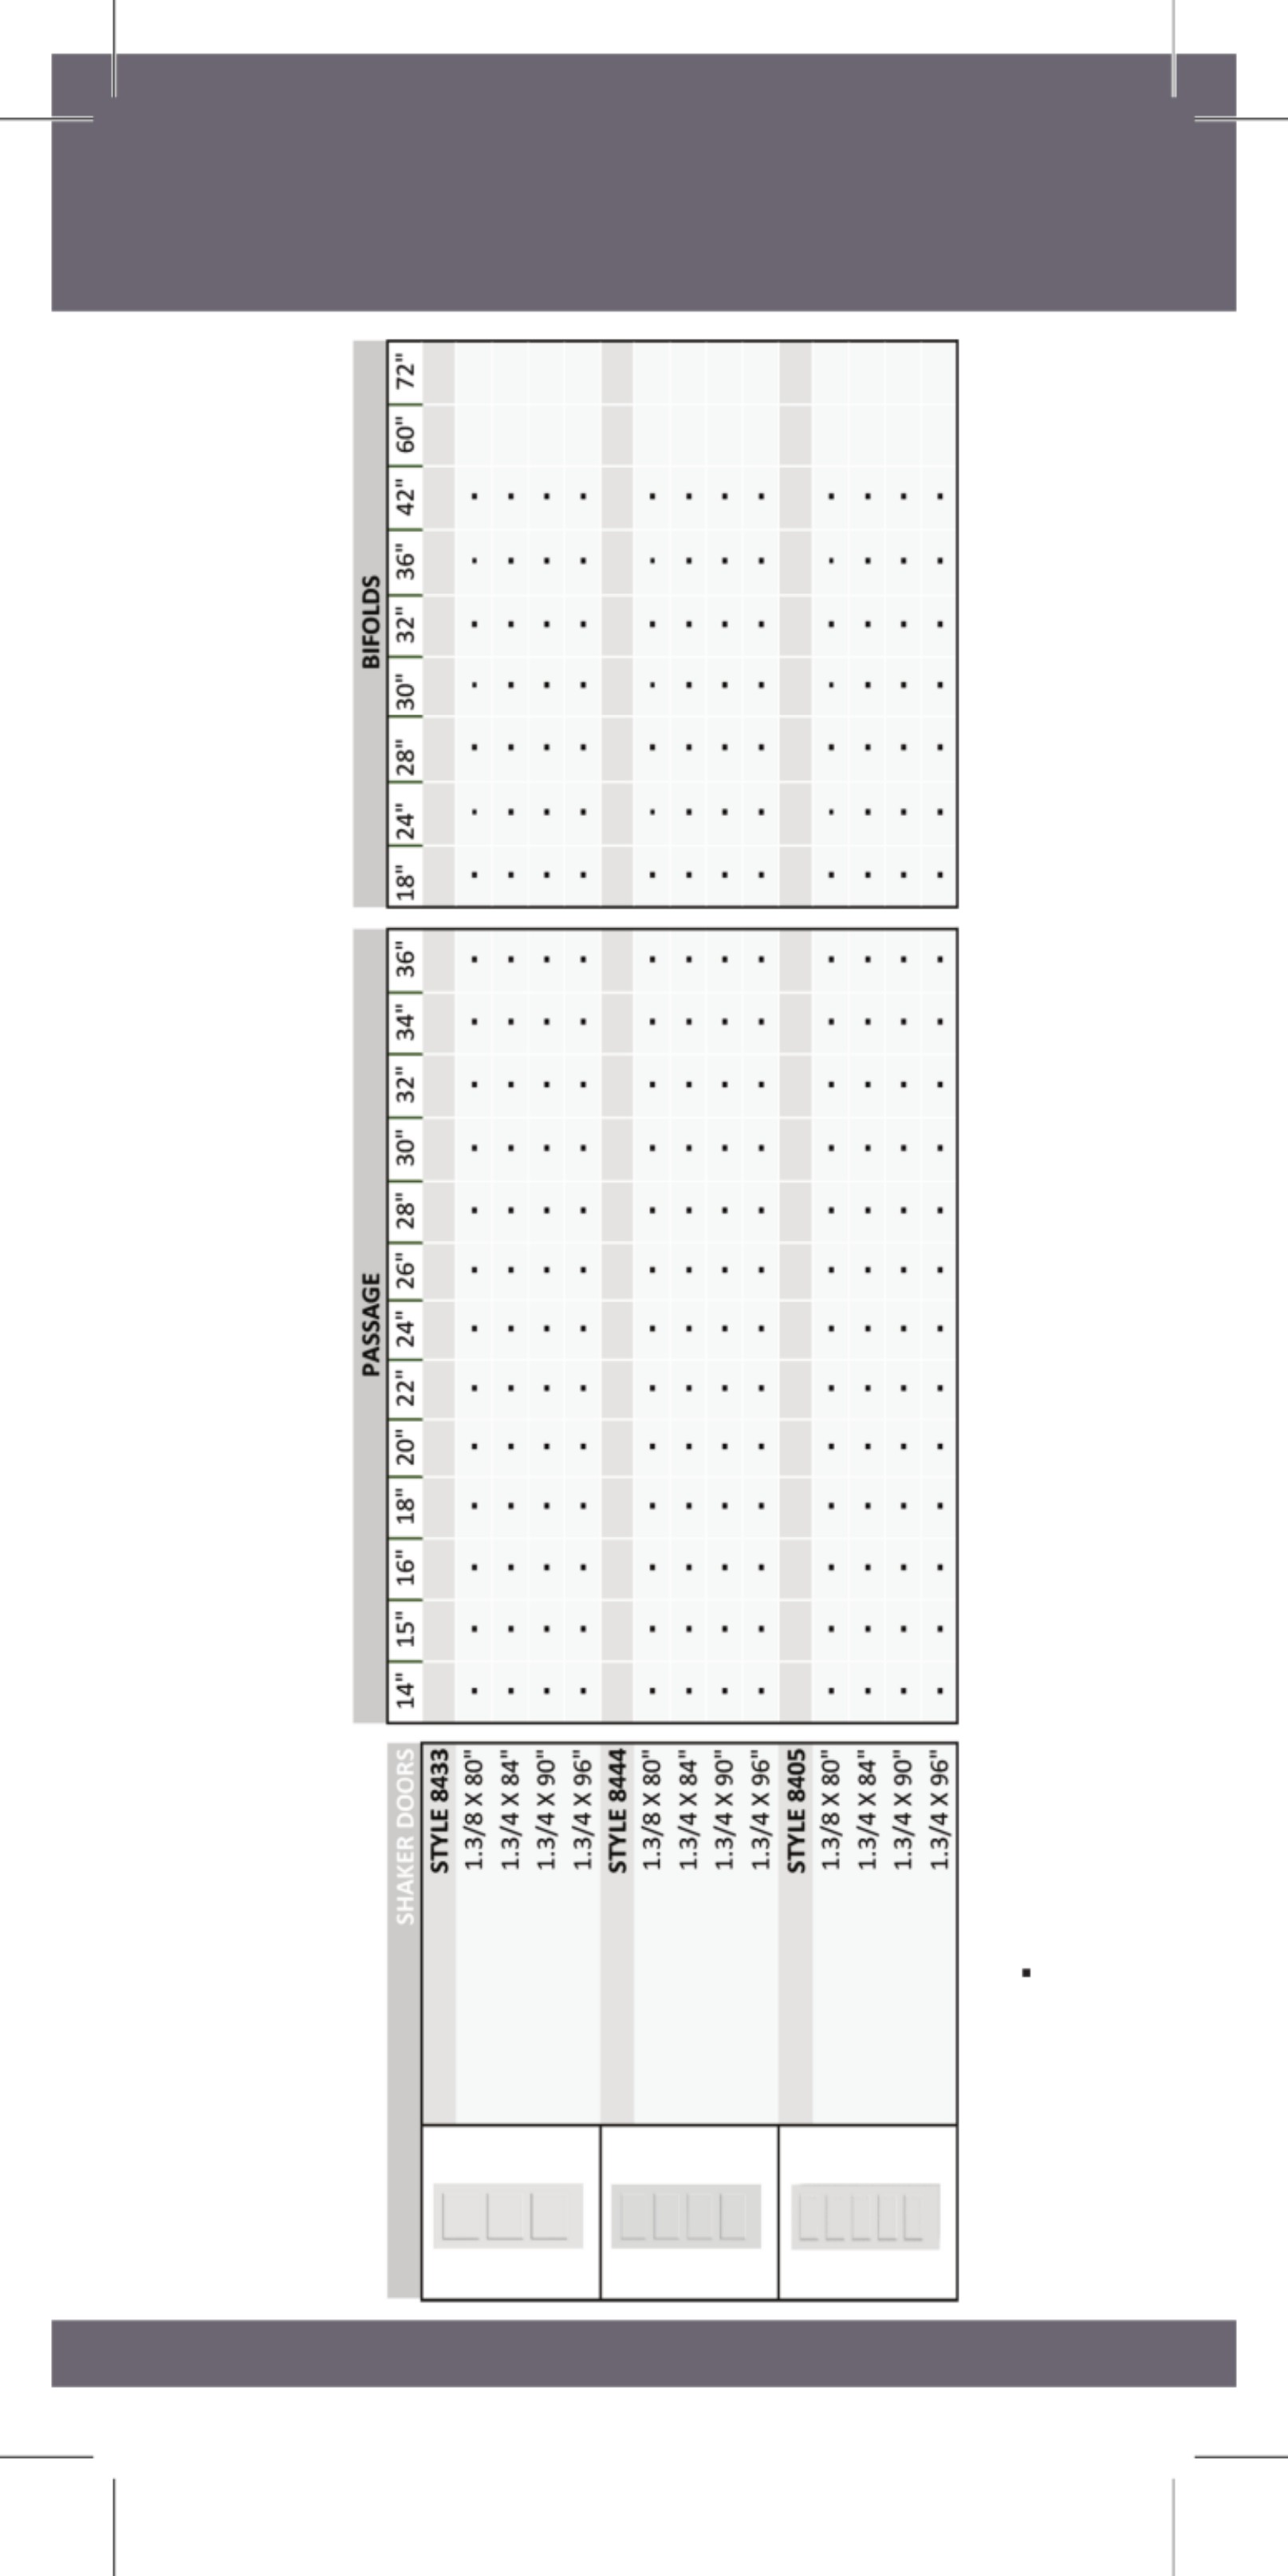 PASSAGE BIFOLDS
SHAKER DOORS 14" 15" 16" 18" 20" 22" 24" 26" 28" 30" 32" 34" 36" 18" 24" 28" 30" 32" 36" 42" 60" 72"
STYLE 8433
1.3/8 X 80"
1.3/4 X 84"
1.3/4 X 90"
1.3/4 X 96"
STYLE 8444
1.3/8 X 80"
1.3/4 X 84"
1.3/4 X 90"
1.3/4 X 96"
STYLE 8405
1.3/8 X 80"
1.3/4 X 84"
1.3/4 X 90"
1.3/4 X 96"